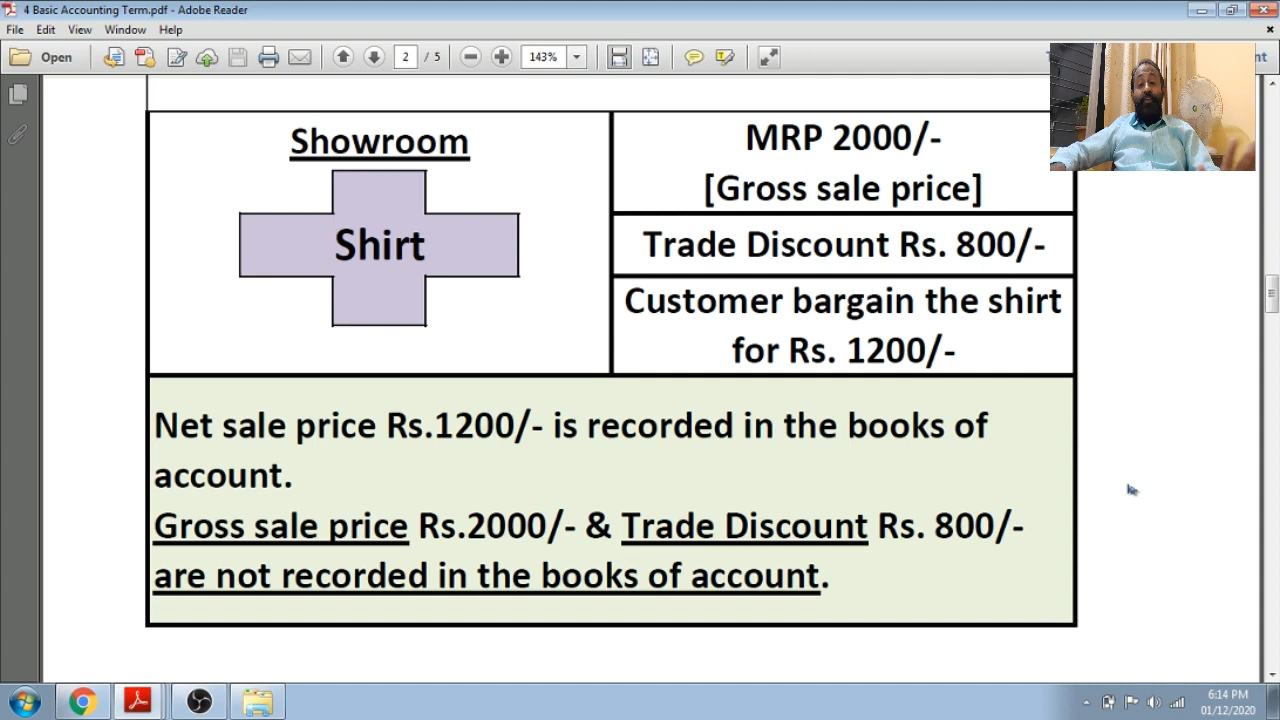 4 Basic Accounting Term.pdf - Adobe Reader
File Edit View Window Help
Open 2 / 5 143%
Showroom
Shirt
MRP 2000/-
[Gross sale price]
Trade Discount Rs. 800/-
Customer bargain the shirt
for Rs. 1200/-
Net sale price Rs.1200/- is recorded in the books of
account.
Gross sale price Rs.2000/- & Trade Discount Rs. 800/-
are not recorded in the books of account.
6:14 PM
01/12/2020